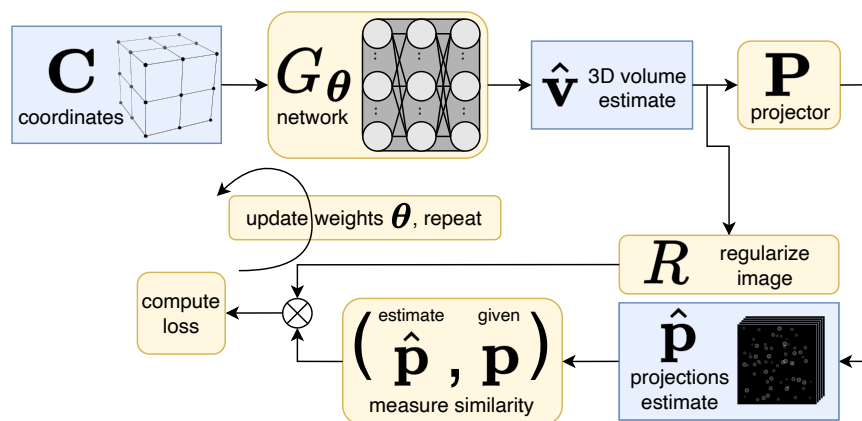 C
coordinates
G_θ
network
v̂ 3D volume
estimate
P
projector
update weights θ, repeat
R regularize
image
compute
loss
estimate given
(p̂, p)
measure similarity
p̂
projections
estimate